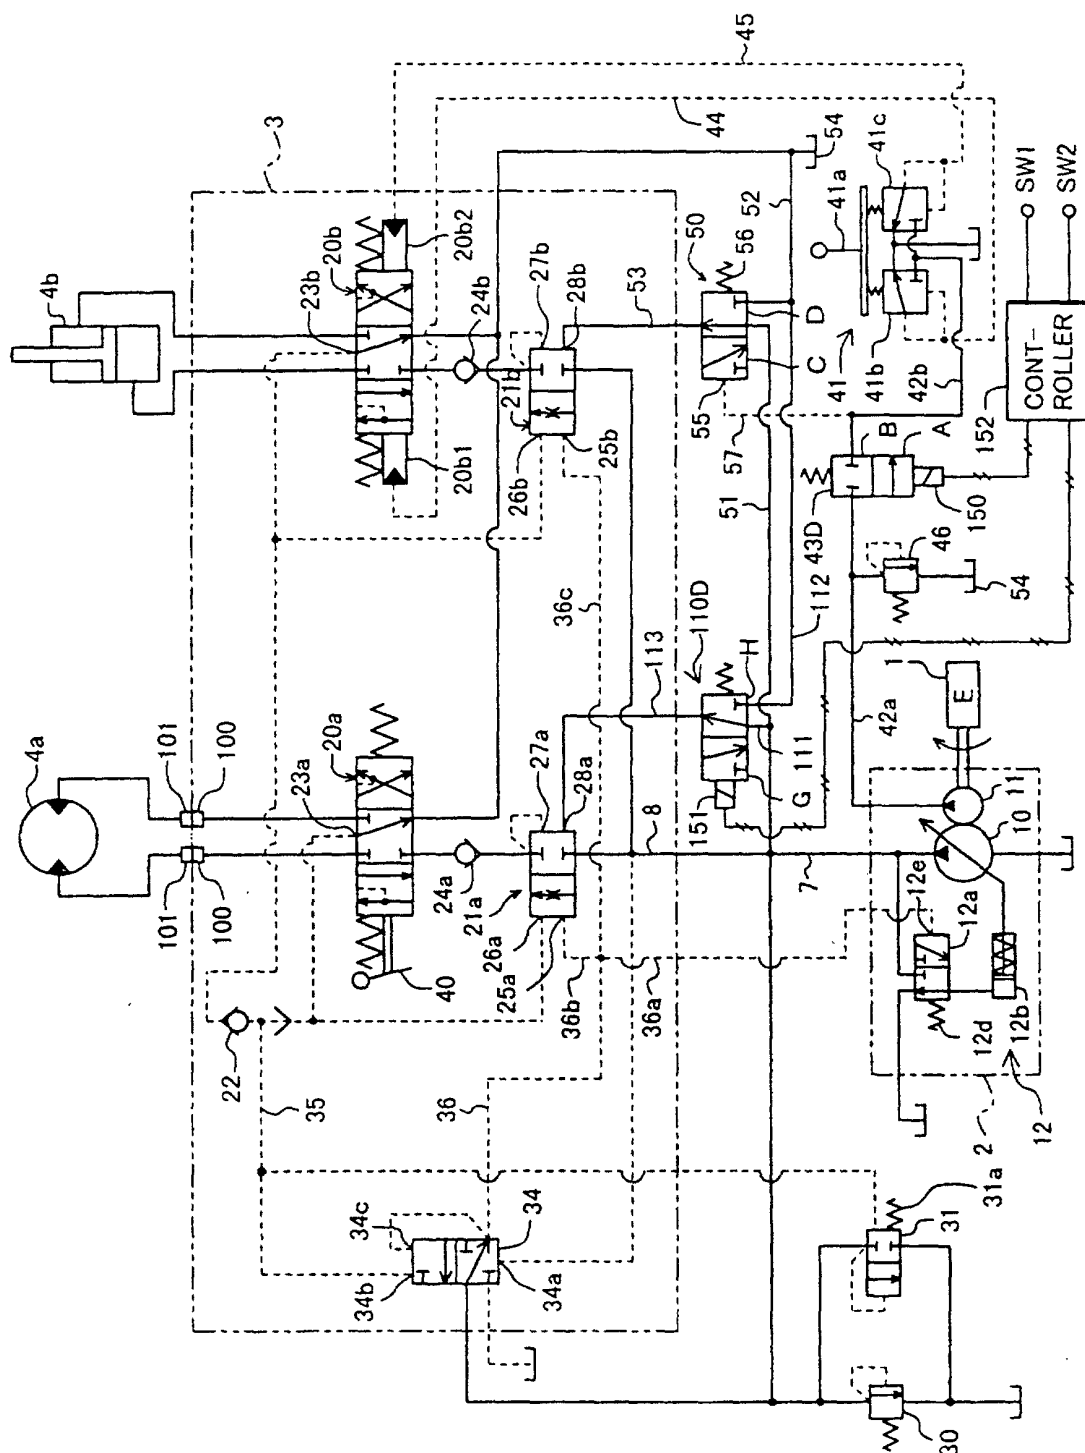 45
3
44
41c
54
SW1
SW2
41a
52
50
56
20b
20b2
23b
24b
27b
28b
53
D
C
41
41b
42b
CONT-
ROLLER
4b
21b
20b1
26b
25b
55
57
B
A
152
51
43D
150
46
36c
112
54
110D
H
113
111
1
E
42a
4a
101
100
20a
23a
27a
28a
G
151
8
11
10
7
24a
21a
12e
12a
101
100
26a
25a
40
36b
36a
12b
12d
22
35
36
2
12
34c
34
34b
34a
31a
31
30